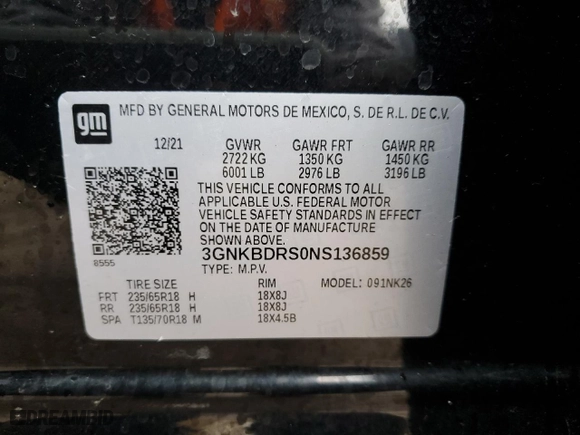 gm
MFD BY GENERAL MOTORS DE MEXICO, S. DE R.L. DE C.V.
12/21 GVWR GAWR FRT GAWR RR
2722 KG 1350 KG 1450 KG
6001 LB 2976 LB 3196 LB
THIS VEHICLE CONFORMS TO ALL
APPLICABLE U.S. FEDERAL MOTOR
VEHICLE SAFETY STANDARDS IN EFFECT
ON THE DATE OF MANUFACTURE
SHOWN ABOVE.
8555
3GNKBDRS0NS136859
TYPE: M.P.V.
TIRE SIZE RIM MODEL: 091NK26
FRT 235/65R18 H 18X8J
RR 235/65R18 H 18X8J
SPA T135/70R18 M 18X4.5B
DREAMBID